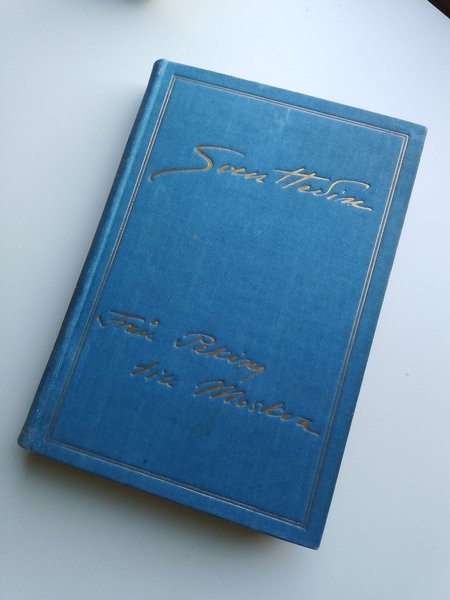 Sven Hedin
Från Peking
till Moskva